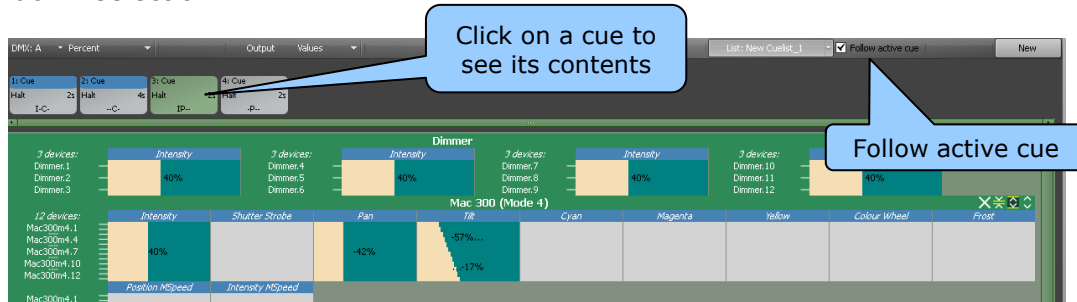 Click on a cue to
see its contents
DMX: A Percent Output Values List: New Cuelist_1 Follow active cue New
1: Cue 2: Cue 3: Cue 4: Cue
Halt 2s Halt 4s Halt 2s Halt 2s
I-C- --C- IP-- -P--
Follow active cue
Dimmer
3 devices: Intensity 3 devices: Intensity 3 devices: Intensity 3 devices:
Dimmer.1 Dimmer.4 Dimmer.7 Dimmer.10
Dimmer.2 40% Dimmer.5 40% Dimmer.8 40% Dimmer.11 40%
Dimmer.3 Dimmer.6 Dimmer.9 Dimmer.12
Mac 300 (Mode 4)
12 devices: Intensity Shutter Strobe Pan Tilt Cyan Magenta Yellow Colour Wheel Frost
Mac300m4.1
Mac300m4.4 -57%...
Mac300m4.7 40% -42%
Mac300m4.10 ...-17%
Mac300m4.12
Position MSpeed Intensity MSpeed
Mac300m4.1